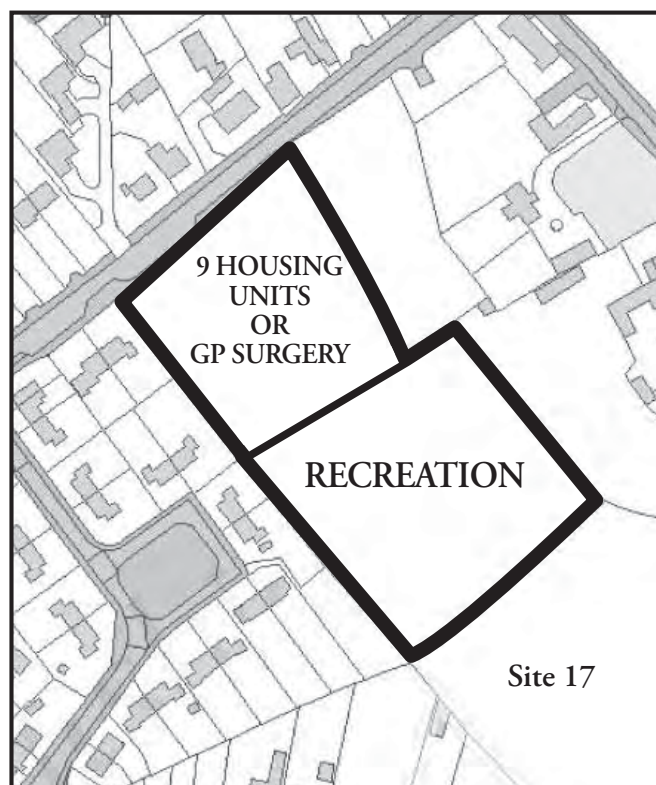 9 HOUSING
UNITS
OR
GP SURGERY
RECREATION
Site 17